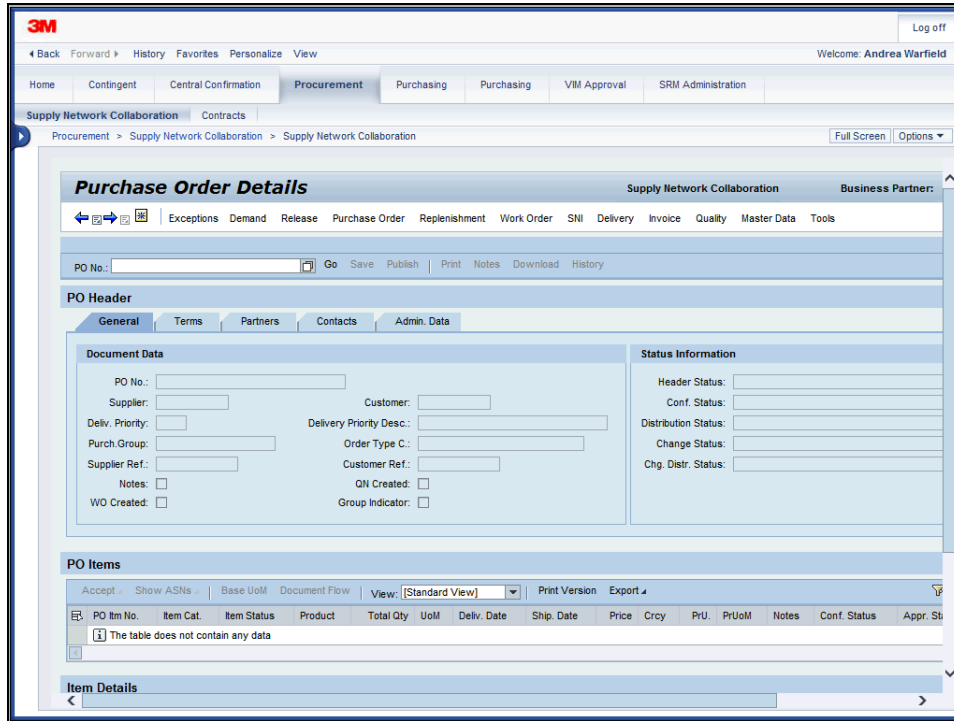 3M
Log off
Back Forward History Favorites Personalize View Welcome: Andrea Warfield
Home Contingent Central Confirmation Procurement Purchasing Purchasing VIM Approval SRM Administration
Supply Network Collaboration Contracts
Procurement > Supply Network Collaboration > Supply Network Collaboration Full Screen Options
Purchase Order Details Supply Network Collaboration Business Partner:
Exceptions Demand Release Purchase Order Replenishment Work Order SNI Delivery Invoice Quality Master Data Tools
PO No.: Go Save Publish Print Notes Download History
PO Header
General Terms Partners Contacts Admin. Data
Document Data Status Information
PO No.: Header Status:
Supplier: Customer: Conf. Status:
Deliv. Priority: Delivery Priority Desc.: Distribution Status:
Purch.Group: Order Type C.: Change Status:
Supplier Ref.: Customer Ref.: Chg. Distr. Status:
Notes: QN Created:
WO Created: Group Indicator:
PO Items
Accept Show ASNs Base UoM Document Flow View: [Standard View] Print Version Export
PO Itm No. Item Cat. Item Status Product Total Qty UoM Deliv. Date Ship. Date Price Crcy PrU. PrUoM Notes Conf. Status Appr. Sta
The table does not contain any data
Item Details